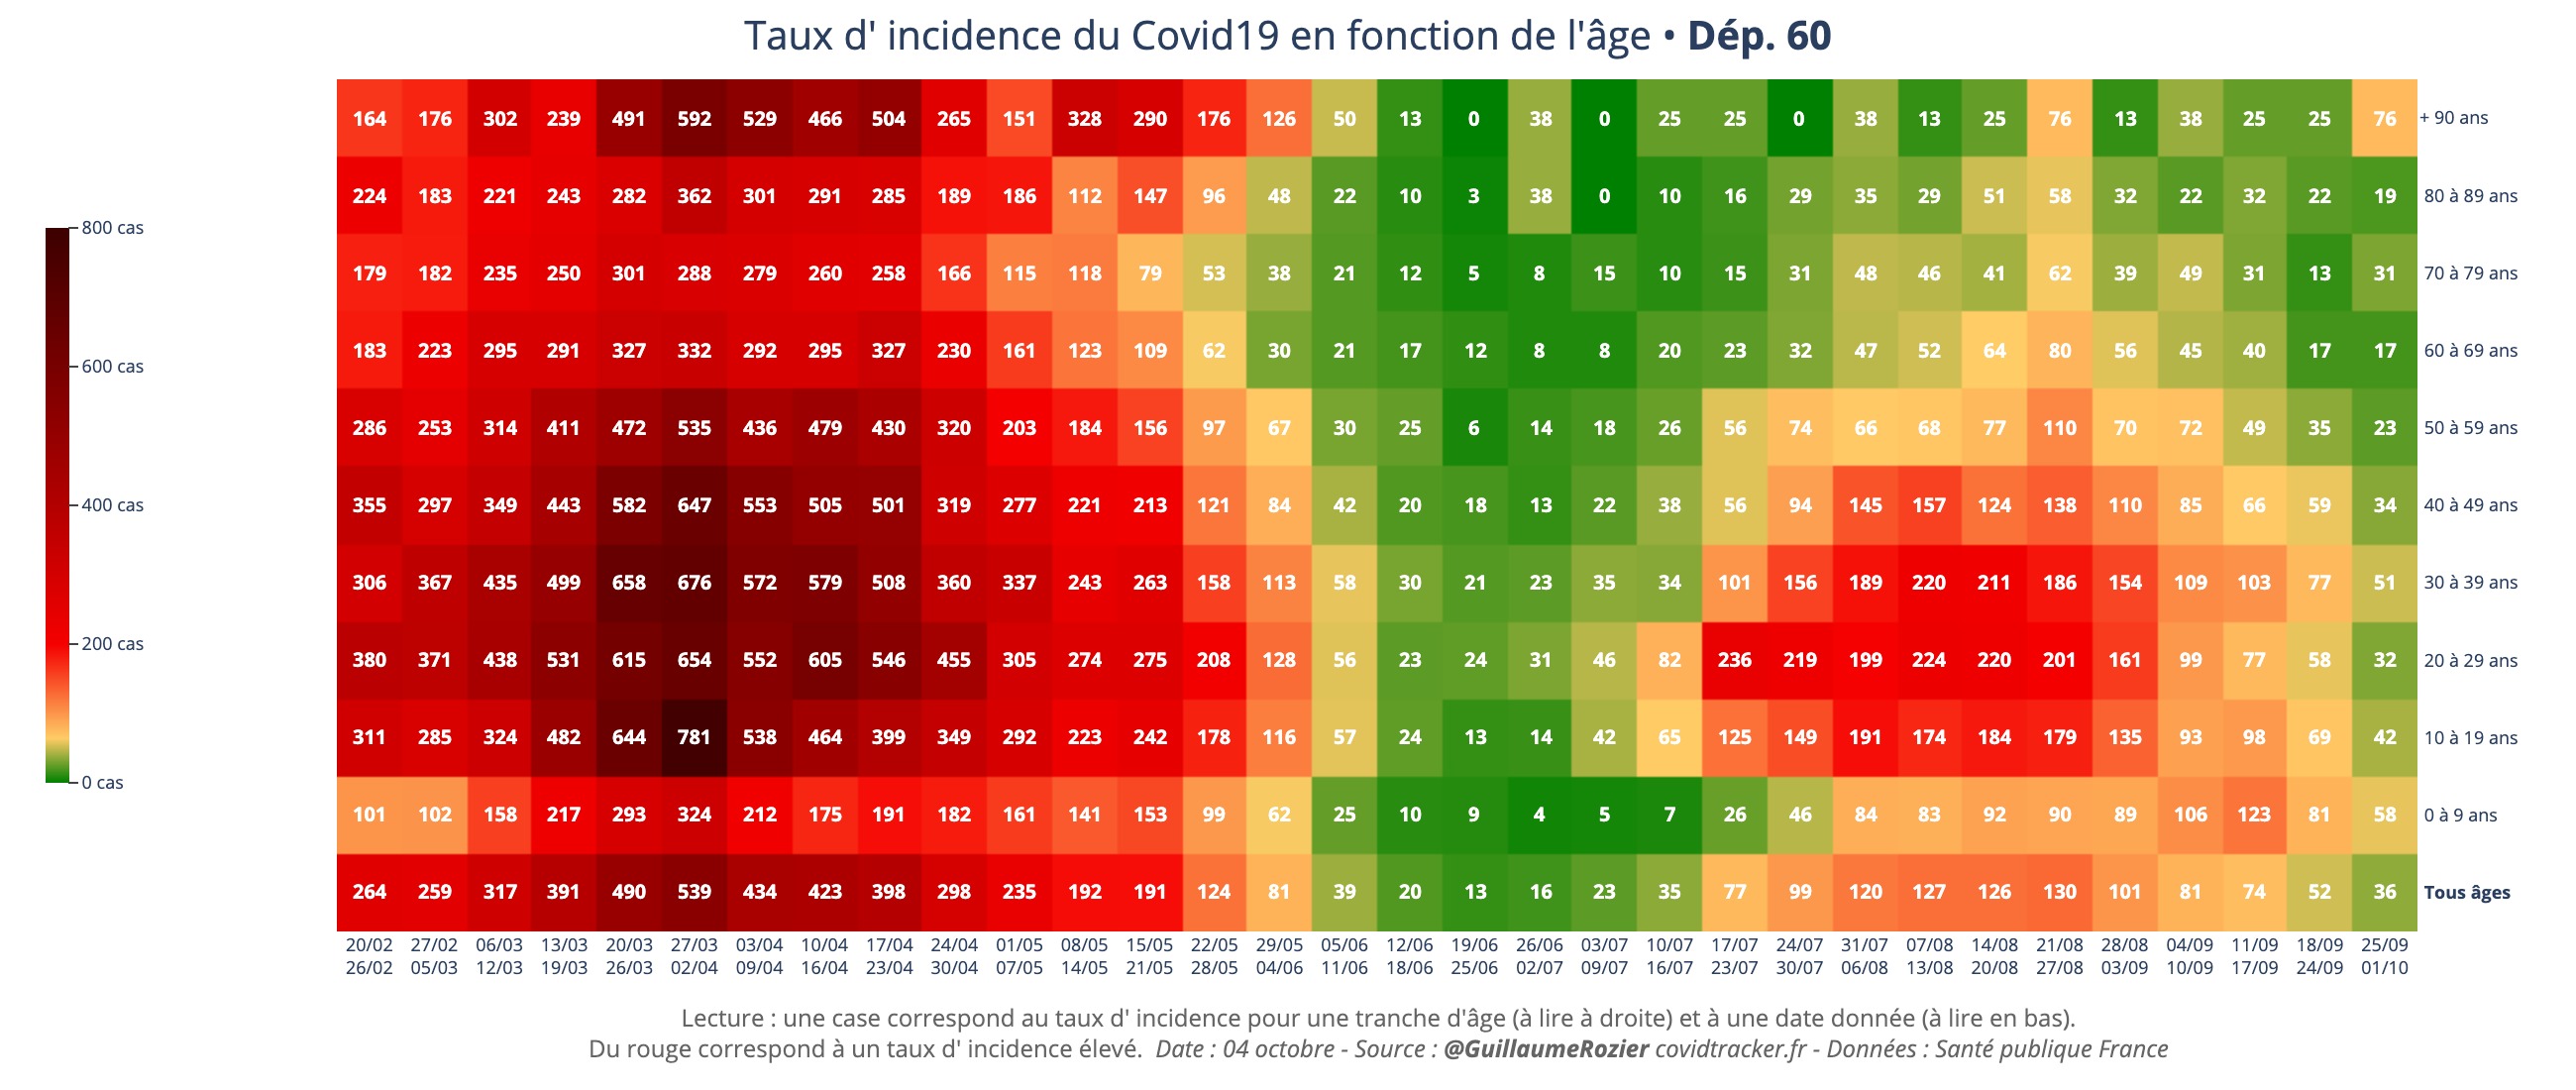 Taux d' incidence du Covid19 en fonction de l'âge • Dép. 60
800 cas
600 cas
400 cas
200 cas
0 cas
164 176 302 239 491 592 529 466 504 265 151 328 290 176 126 50 13 0 38 0 25 25 0 38 13 25 76 13 38 25 25 76 + 90 ans
224 183 221 243 282 362 301 291 285 189 186 112 147 96 48 22 10 3 38 0 10 16 29 35 29 51 58 32 22 32 22 19 80 à 89 ans
179 182 235 250 301 288 279 260 258 166 115 118 79 53 38 21 12 5 8 15 10 15 31 48 46 41 62 39 49 31 13 31 70 à 79 ans
183 223 295 291 327 332 292 295 327 230 161 123 109 62 30 21 17 12 8 8 20 23 32 47 52 64 80 56 45 40 17 17 60 à 69 ans
286 253 314 411 472 535 436 479 430 320 203 184 156 97 67 30 25 6 14 18 26 56 74 66 68 77 110 70 72 49 35 23 50 à 59 ans
355 297 349 443 582 647 553 505 501 319 277 221 213 121 84 42 20 18 13 22 38 56 94 145 157 124 138 110 85 66 59 34 40 à 49 ans
306 367 435 499 658 676 572 579 508 360 337 243 263 158 113 58 30 21 23 35 34 101 156 189 220 211 186 154 109 103 77 51 30 à 39 ans
380 371 438 531 615 654 552 605 546 455 305 274 275 208 128 56 23 24 31 46 82 236 219 199 224 220 201 161 99 77 58 32 20 à 29 ans
311 285 324 482 644 781 538 464 399 349 292 223 242 178 116 57 24 13 14 42 65 125 149 191 174 184 179 135 93 98 69 42 10 à 19 ans
101 102 158 217 293 324 212 175 191 182 161 141 153 99 62 25 10 9 4 5 7 26 46 84 83 92 90 89 106 123 81 58 0 à 9 ans
264 259 317 391 490 539 434 423 398 298 235 192 191 124 81 39 20 13 16 23 35 77 99 120 127 126 130 101 81 74 52 36 Tous âges
20/02 27/02 06/03 13/03 20/03 27/03 03/04 10/04 17/04 24/04 01/05 08/05 15/05 22/05 29/05 05/06 12/06 19/06 26/06 03/07 10/07 17/07 24/07 31/07 07/08 14/08 21/08 28/08 04/09 11/09 18/09 25/09
26/02 05/03 12/03 19/03 26/03 02/04 09/04 16/04 23/04 30/04 07/05 14/05 21/05 28/05 04/06 11/06 18/06 25/06 02/07 09/07 16/07 23/07 30/07 06/08 13/08 20/08 27/08 03/09 10/09 17/09 24/09 01/10
Lecture : une case correspond au taux d' incidence pour une tranche d'âge (à lire à droite) et à une date donnée (à lire en bas).
Du rouge correspond à un taux d' incidence élevé. Date : 04 octobre - Source : @GuillaumeRozier covidtracker.fr - Données : Santé publique France